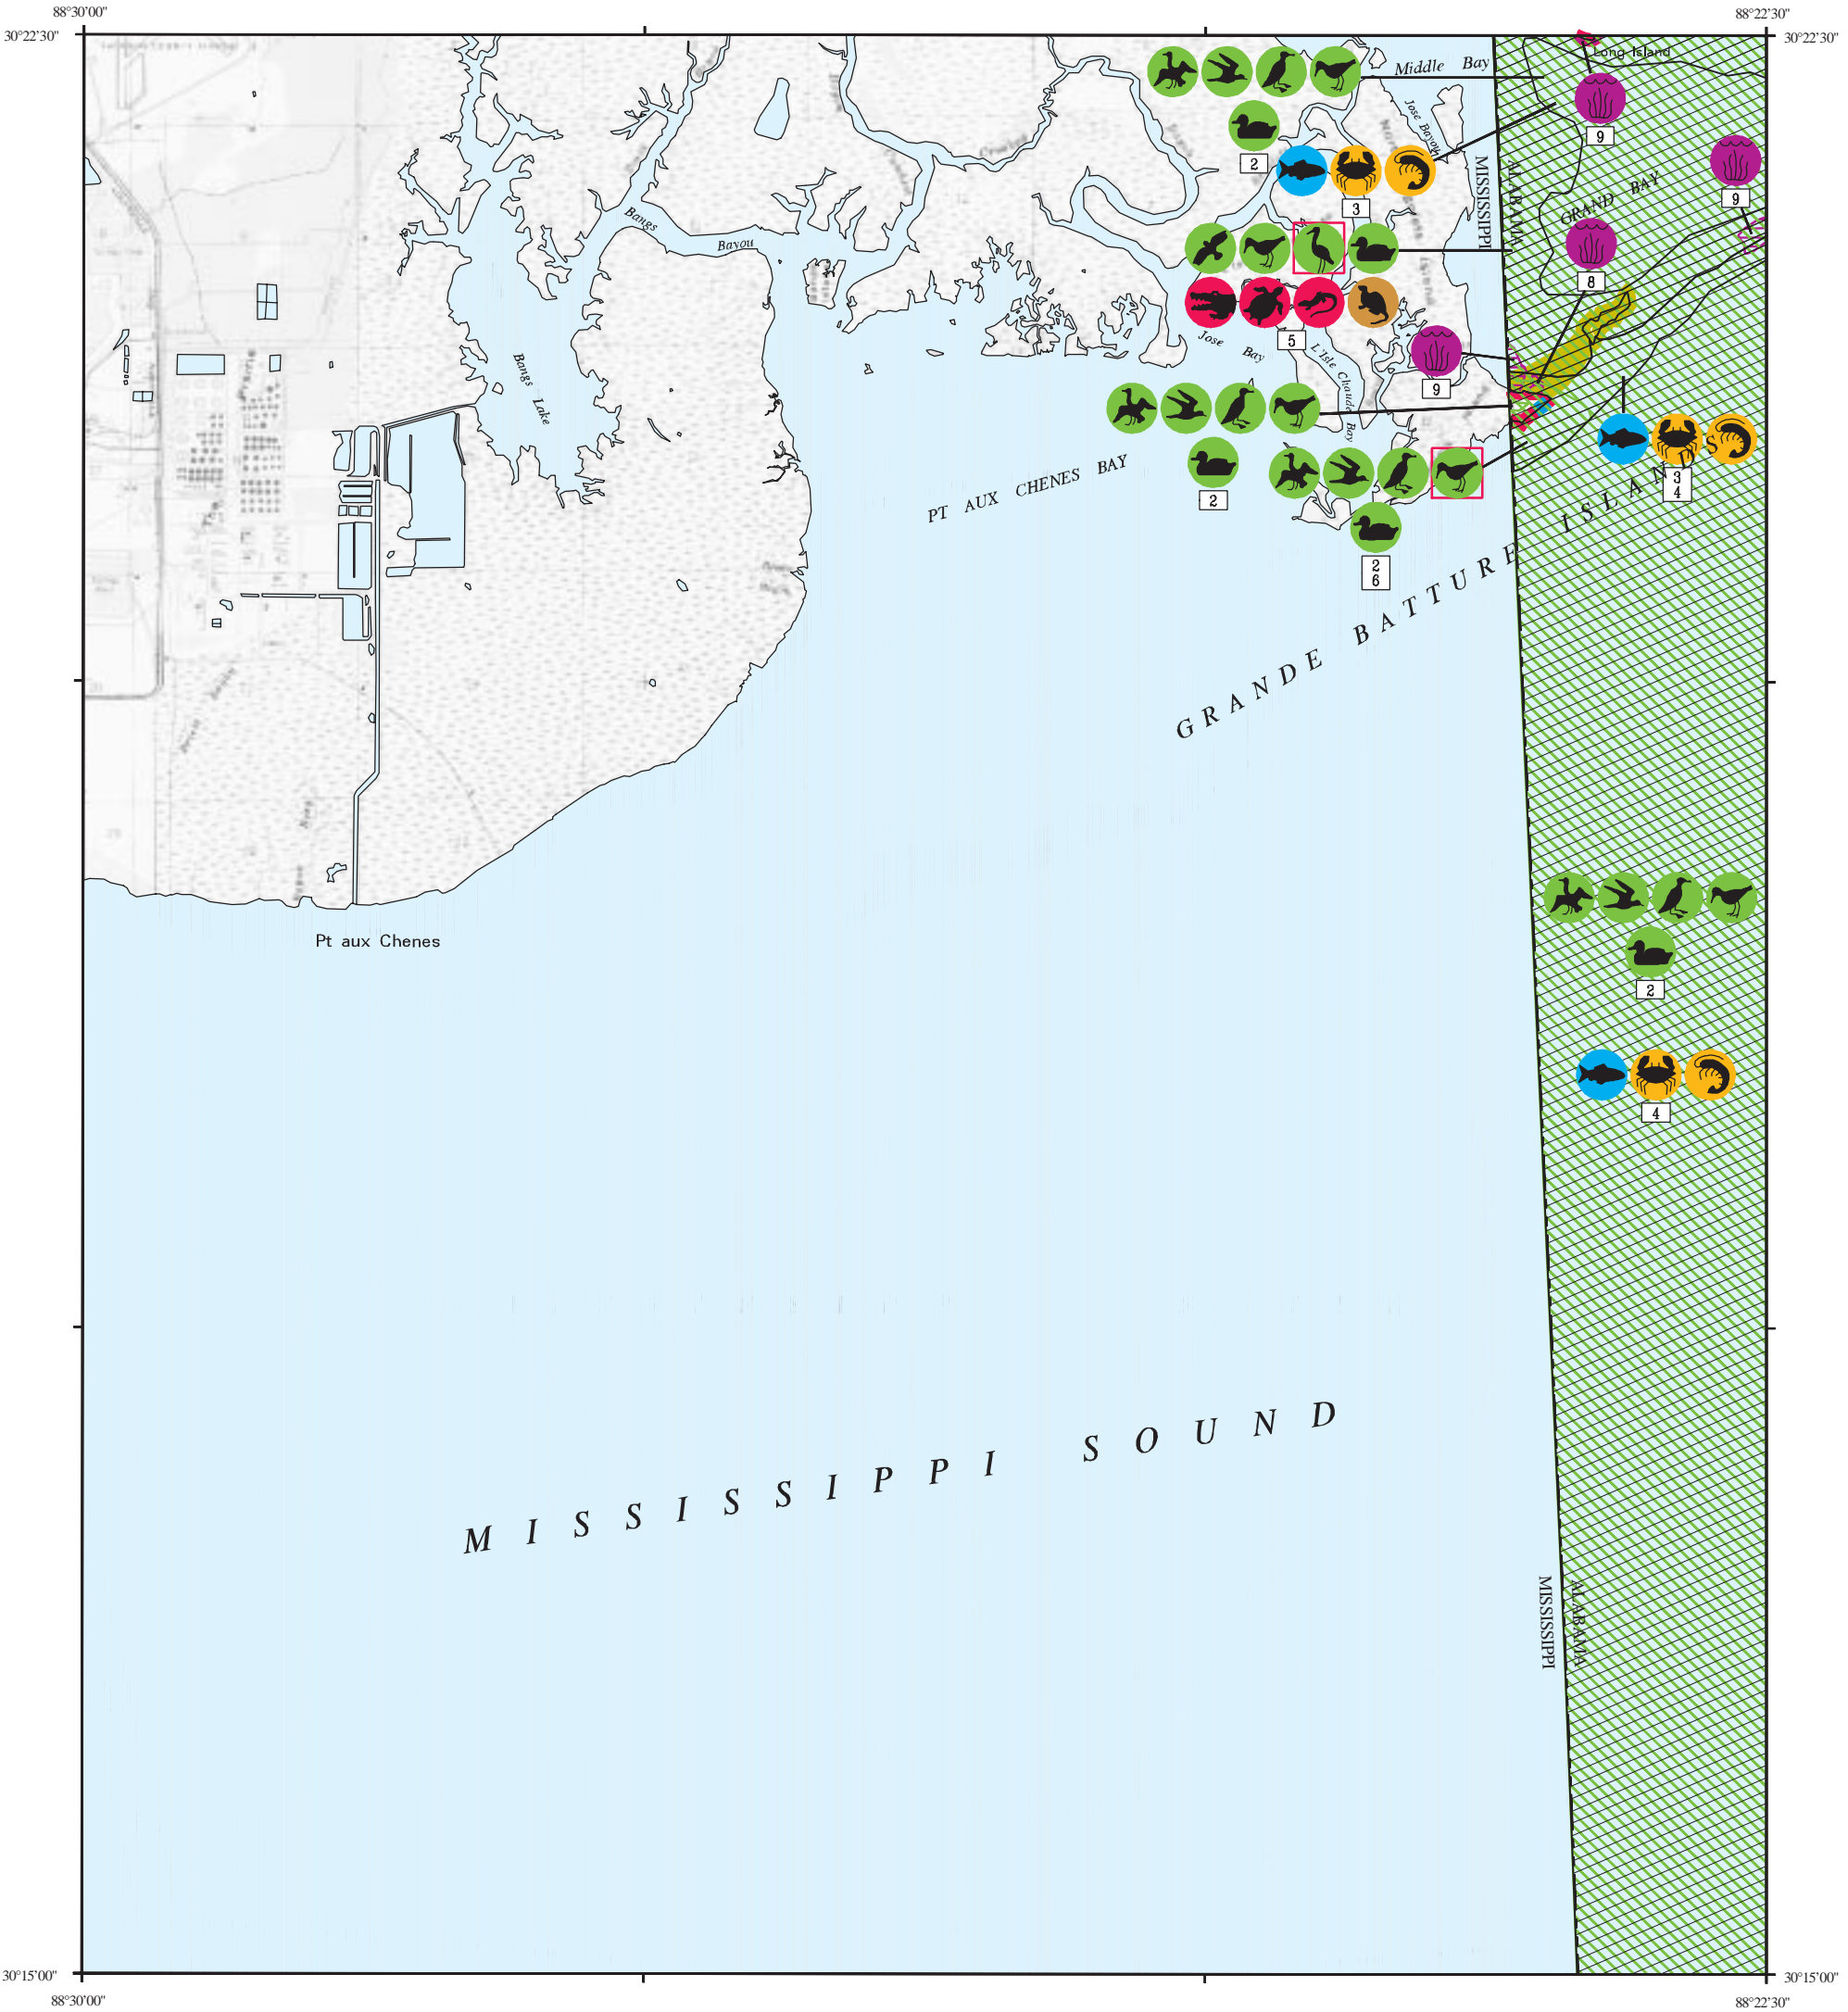 88°30'00"
88°22'30"
30°22'30"
30°22'30"
Long Island
Middle Bay
Jose Bayou
9
2
9
MISSISSIPPI
ALABAMA
GRAND BAY
3
Bangs
Bayou
8
5
Jose Bay
L'Isle Chaude
Bay
9
Bangs Lake
2
PT AUX CHENES BAY
3
4
2
6
GRANDE BATTURE ISLANDS
Pt aux Chenes
2
4
MISSISSIPPI SOUND
MISSISSIPPI
ALABAMA
30°15'00"
30°15'00"
88°30'00"
88°22'30"